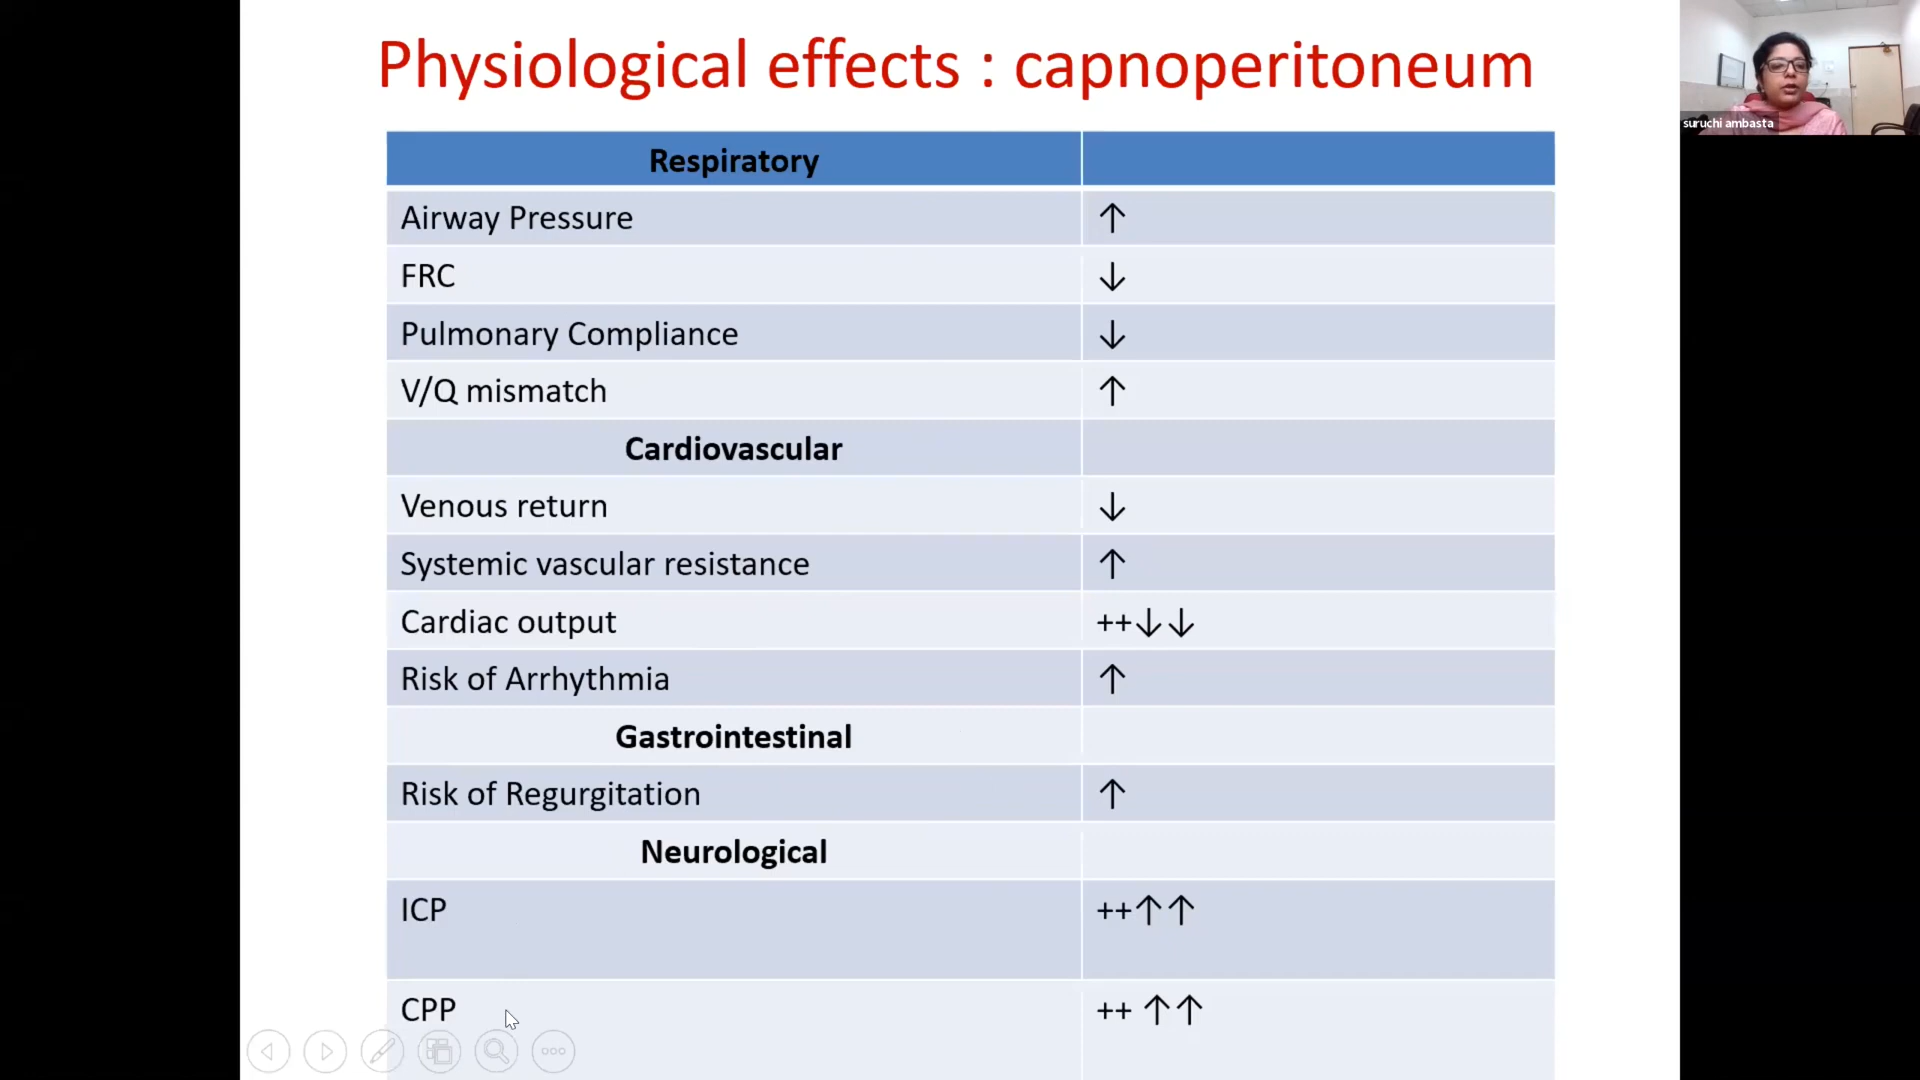 Physiological effects : capnoperitoneum
suruchi ambasta
Respiratory
Airway Pressure ↑
FRC ↓
Pulmonary Compliance ↓
V/Q mismatch ↑
Cardiovascular
Venous return ↓
Systemic vascular resistance ↑
Cardiac output ++↓↓
Risk of Arrhythmia ↑
Gastrointestinal
Risk of Regurgitation ↑
Neurological
ICP ++↑↑
CPP ++ ↑↑